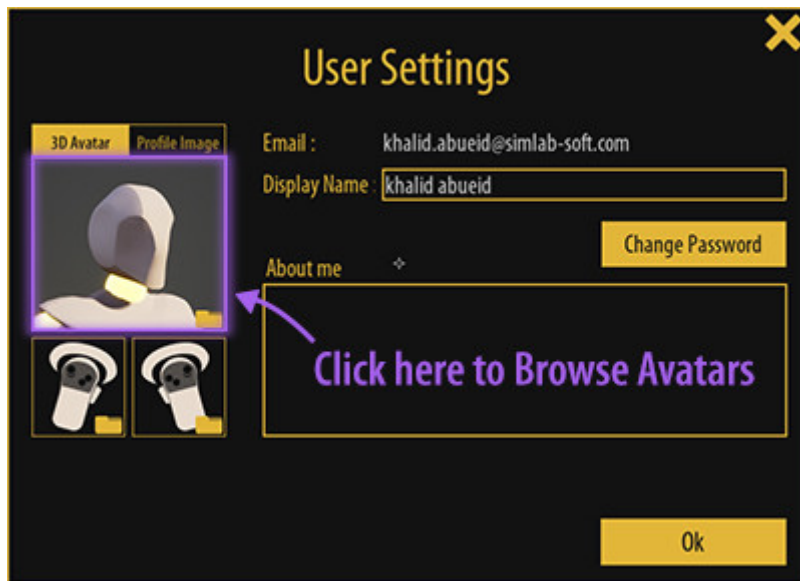 User Settings
3D Avatar
Profile Image
Email : khalid.abueid@simlab-soft.com
Display Name : khalid abueid
Change Password
About me
Click here to Browse Avatars
Ok